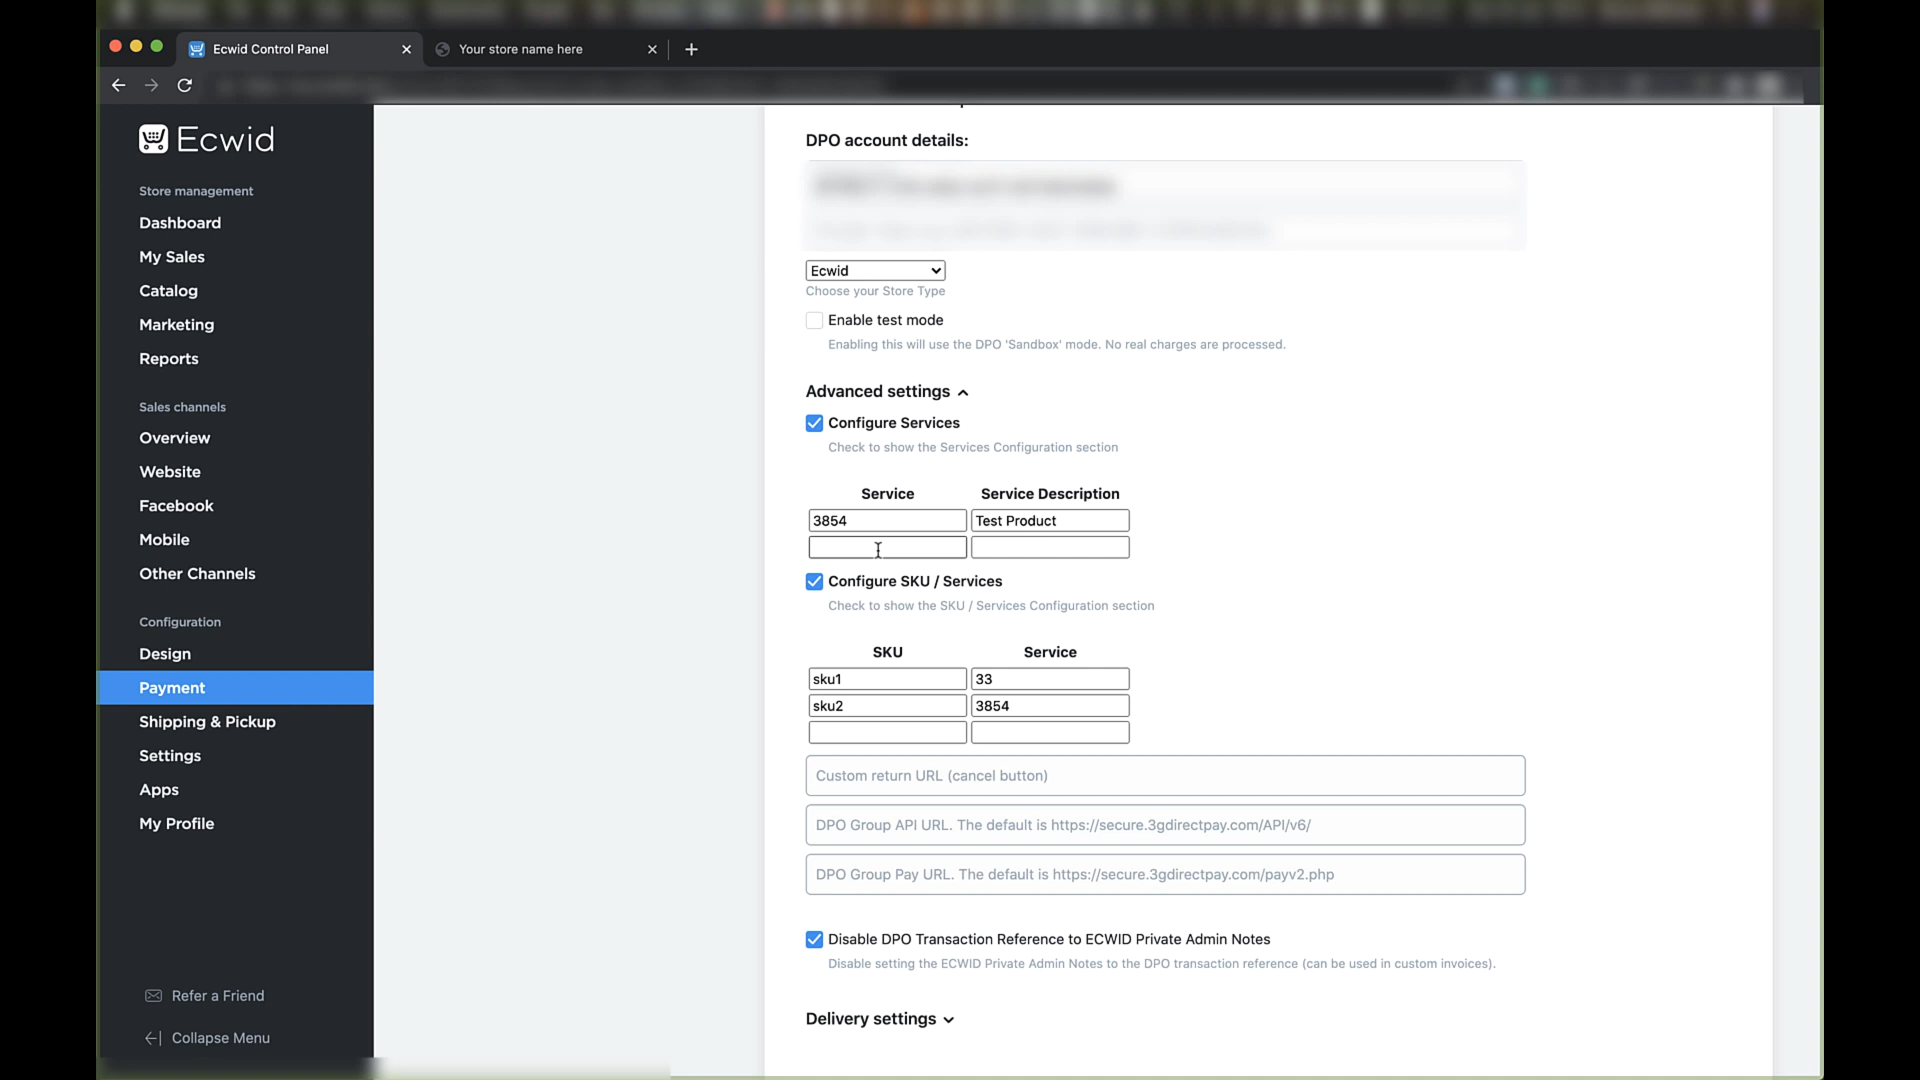 Ecwid Control Panel
Your store name here
Ecwid
Store management
Dashboard
My Sales
Catalog
Marketing
Reports
Sales channels
Overview
Website
Facebook
Mobile
Other Channels
Configuration
Design
Payment
Shipping & Pickup
Settings
Apps
My Profile
Refer a Friend
Collapse Menu
DPO account details:
Ecwid
Choose your Store Type
Enable test mode
Enabling this will use the DPO 'Sandbox' mode. No real charges are processed.
Advanced settings
Configure Services
Check to show the Services Configuration section
Service Service Description
3854 Test Product
Configure SKU / Services
Check to show the SKU / Services Configuration section
SKU Service
sku1 33
sku2 3854
Custom return URL (cancel button)
DPO Group API URL. The default is https://secure.3gdirectpay.com/API/v6/
DPO Group Pay URL. The default is https://secure.3gdirectpay.com/payv2.php
Disable DPO Transaction Reference to ECWID Private Admin Notes
Disable setting the ECWID Private Admin Notes to the DPO transaction reference (can be used in custom invoices).
Delivery settings